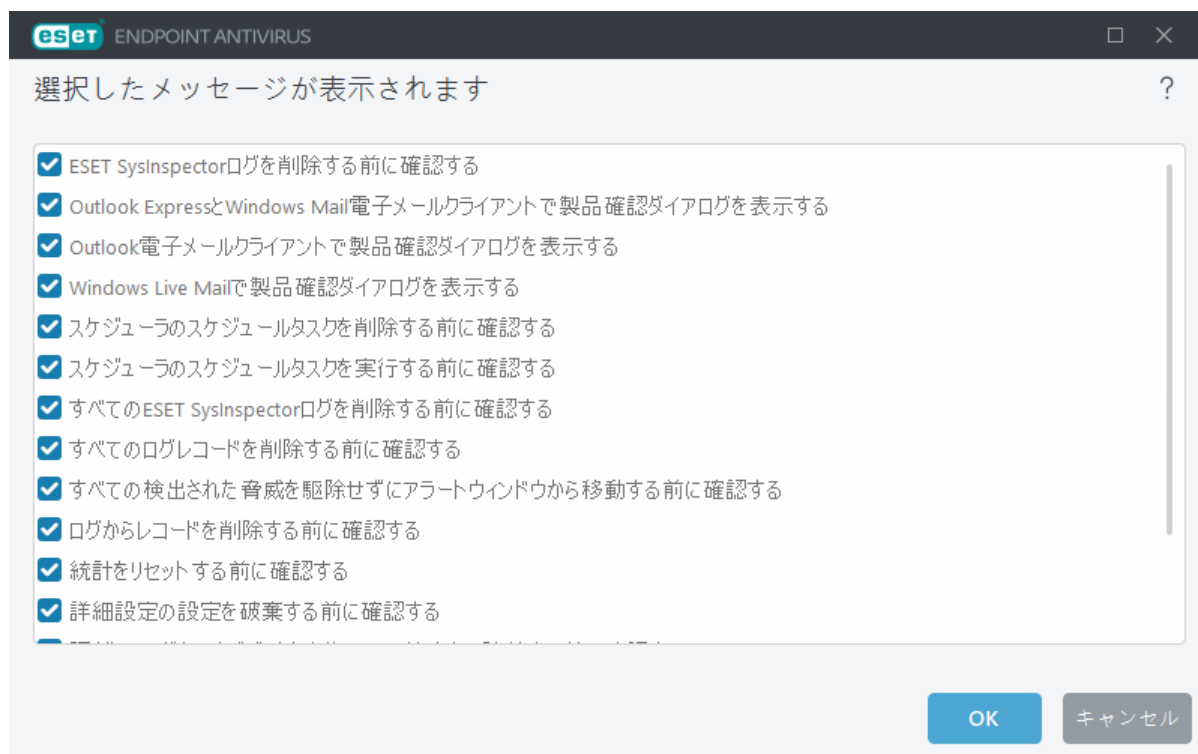 eset ENDPOINT ANTIVIRUS
選択したメッセージが表示されます
?
ESET SysInspectorログを削除する前に確認する
Outlook ExpressとWindows Mail電子メールクライアントで製品確認ダイアログを表示する
Outlook電子メールクライアントで製品確認ダイアログを表示する
Windows Live Mailで製品確認ダイアログを表示する
スケジューラのスケジュールタスクを削除する前に確認する
スケジューラのスケジュールタスクを実行する前に確認する
すべてのESET SysInspectorログを削除する前に確認する
すべてのログレコードを削除する前に確認する
すべての検出された脅威を駆除せずにアラートウィンドウから移動する前に確認する
ログからレコードを削除する前に確認する
統計をリセットする前に確認する
詳細設定の設定を破棄する前に確認する
OK
キャンセル